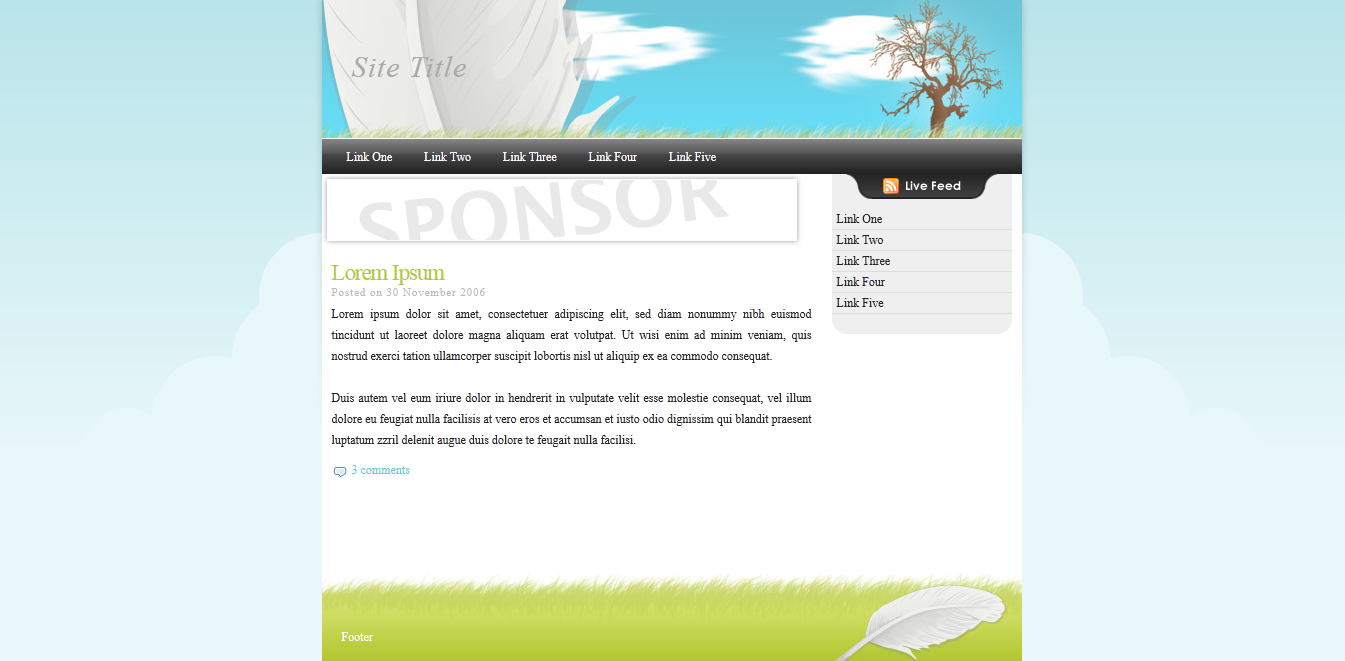 Site Title
Link One
Link Two
Link Three
Link Four
Link Five
SPONSOR
Lorem Ipsum
Posted on 30 November 2006
Lorem ipsum dolor sit amet, consectetuer adipiscing elit, sed diam nonummy nibh euismod
tincidunt ut laoreet dolore magna aliquam erat volutpat. Ut wisi enim ad minim veniam, quis
nostrud exerci tation ullamcorper suscipit lobortis nisl ut aliquip ex ea commodo consequat.
Duis autem vel eum iriure dolor in hendrerit in vulputate velit esse molestie consequat, vel illum
dolore eu feugiat nulla facilisis at vero eros et accumsan et iusto odio dignissim qui blandit praesent
luptatum zzril delenit augue duis dolore te feugait nulla facilisi.
3 comments
Live Feed
Link One
Link Two
Link Three
Link Four
Link Five
Footer